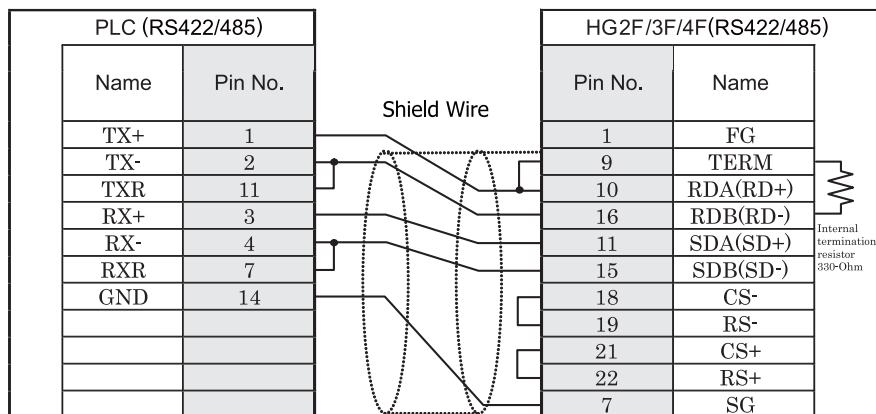 PLC (RS422/485) HG2F/3F/4F(RS422/485)
Name Pin No. Pin No. Name
Shield Wire
TX+ 1 1 FG
TX- 2 9 TERM
TXR 11 10 RDA(RD+)
RX+ 3 16 RDB(RD-)
RX- 4 11 SDA(SD+)
RXR 7 15 SDB(SD-)
GND 14 18 CS-
19 RS-
21 CS+
22 RS+
7 SG
Internal
termination
resistor
330-Ohm